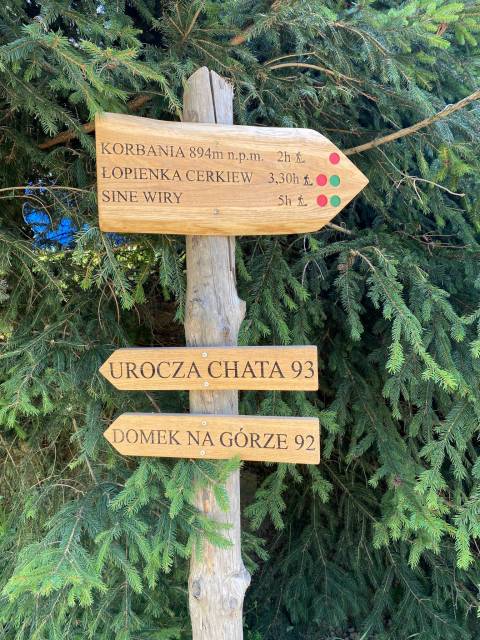 KORBANIA 894m n.p.m. 2h
ŁOPIENKA CERKIEW 3,30h
SINE WIRY 5h
UROCZA CHATA 93
DOMEK NA GÓRZE 92